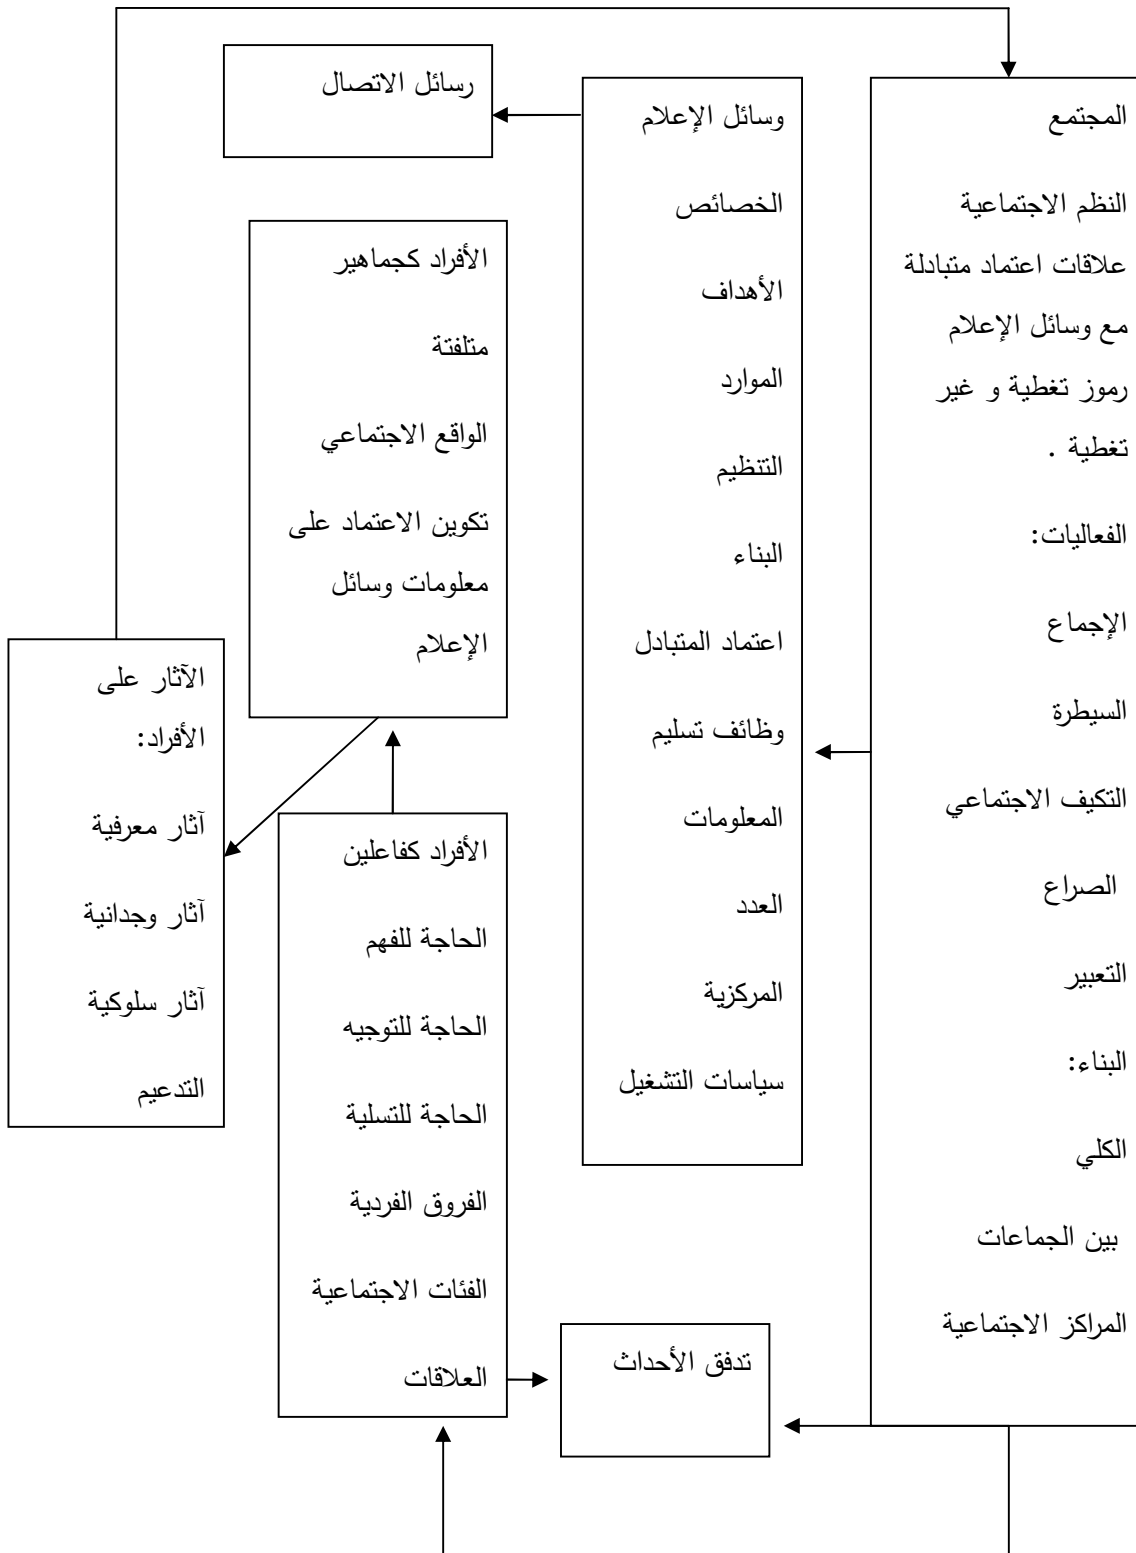 رسائل الاتصال
المجتمع
النظم الاجتماعية
علاقات اعتماد متبادلة
مع وسائل الإعلام
رموز تغطية و غير
تغطية .
الفعاليات:
الإجماع
السيطرة
التكيف الاجتماعي
الصراع
التعبير
البناء:
الكلي
بين الجماعات
المراكز الاجتماعية
وسائل الإعلام
الخصائص
الأهداف
الموارد
التنظيم
البناء
اعتماد المتبادل
وظائف تسليم
المعلومات
العدد
المركزية
سياسات التشغيل
الأفراد كجماهير
متلفتة
الواقع الاجتماعي
تكوين الاعتماد على
معلومات وسائل
الإعلام
الآثار على
الأفراد:
آثار معرفية
آثار وجدانية
آثار سلوكية
التدعيم
الأفراد كفاعلين
الحاجة للفهم
الحاجة للتوجيه
الحاجة للتسلية
الفروق الفردية
الفئات الاجتماعية
العلاقات
تدفق الأحداث